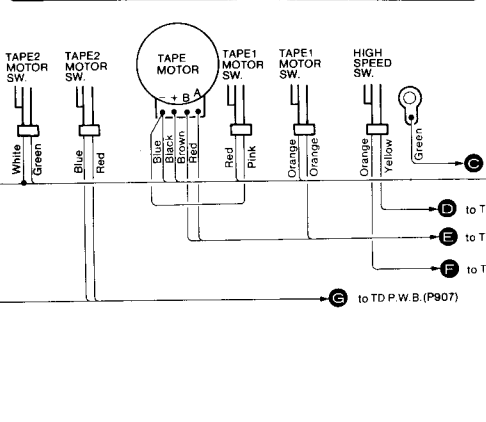 TAPE2
MOTOR
SW.
TAPE2
MOTOR
SW.
TAPE
MOTOR
TAPE1
MOTOR
SW.
TAPE1
MOTOR
SW.
HIGH
SPEED
SW.
− + B A
White
Green
Blue
Red
Blue
Black
Brown
Red
Red
Pink
Orange
Orange
Orange
Yellow
Green
C
D to T
E to T
F to T
G to TD P.W.B.(P907)